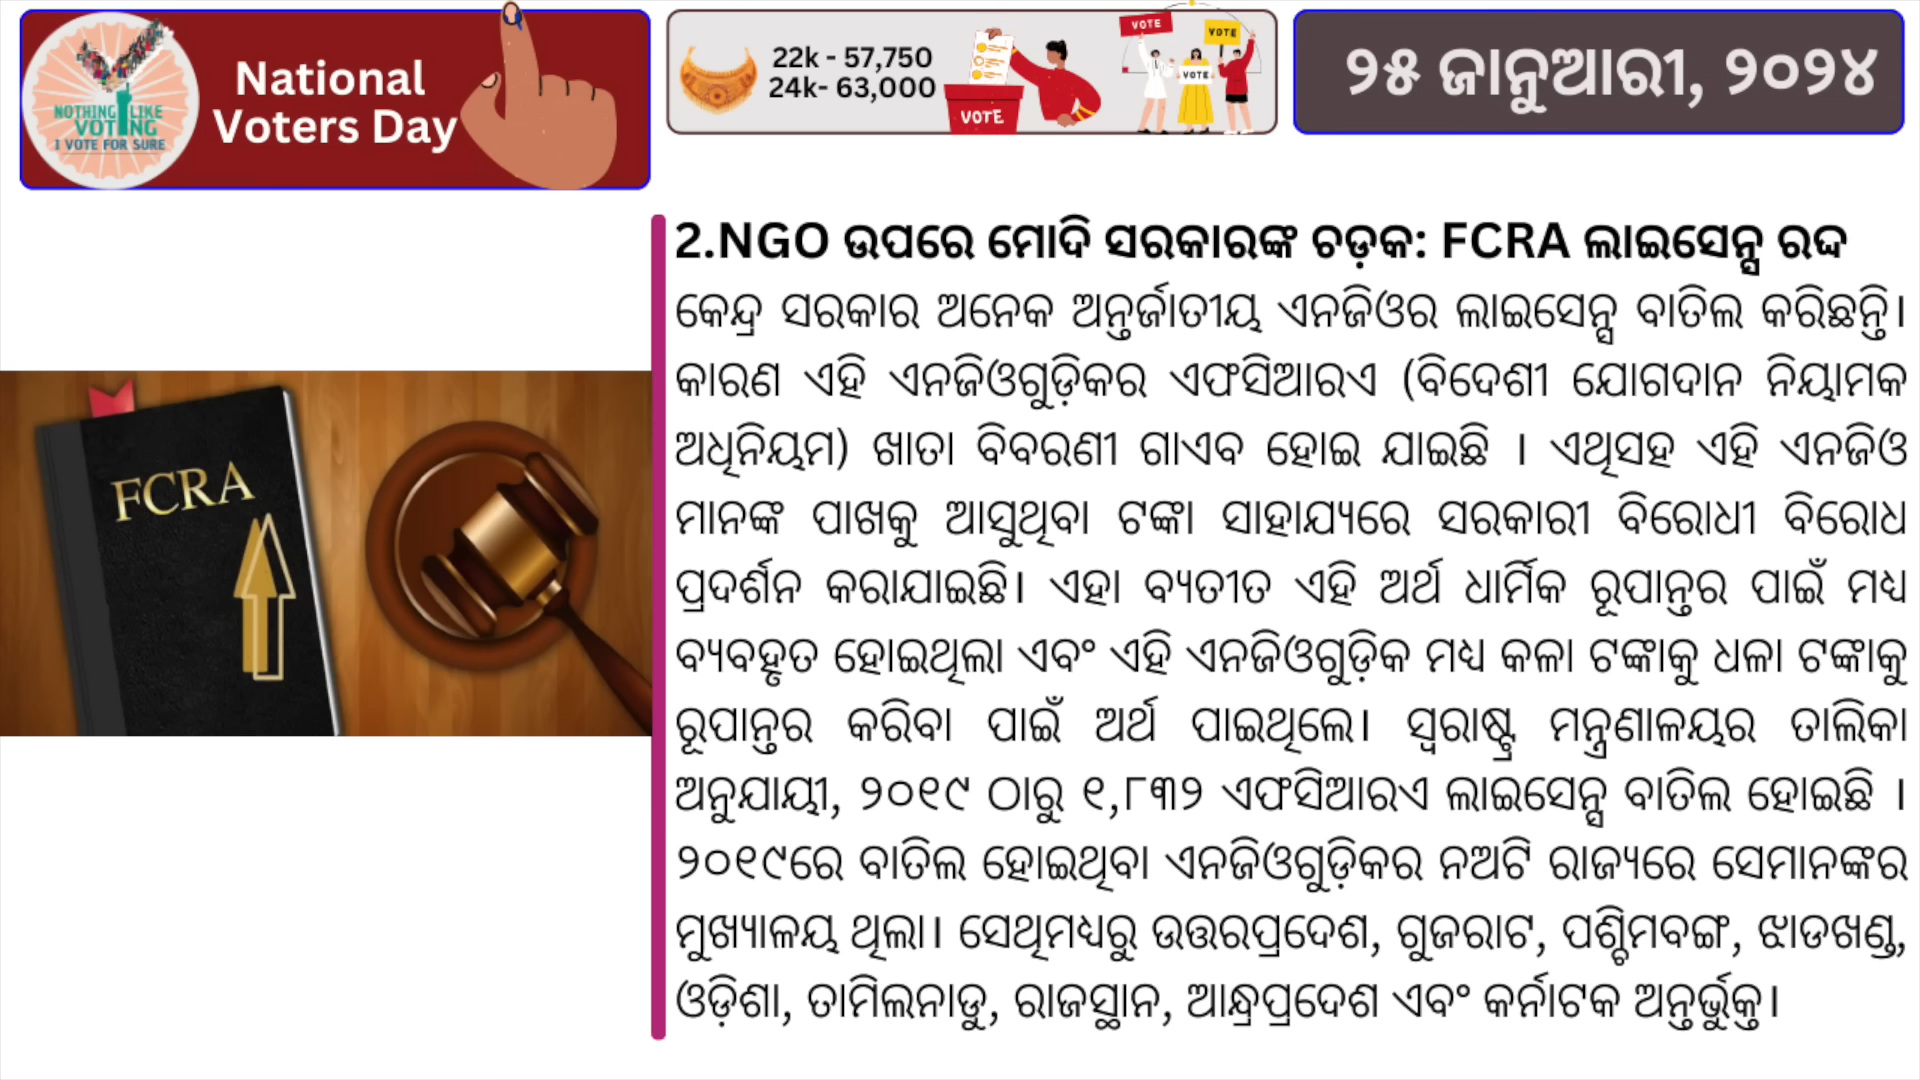 NOTHING LIKE
VOTING
I VOTE FOR SURE
National
Voters Day
22k - 57,750
24k- 63,000
VOTE
VOTE
VOTE
VOTE
୨୫ ଜାନୁଆରୀ, ୨୦୨୪
2.NGO ଉପରେ ମୋଦି ସରକାରଙ୍କ ଚଡ଼କ: FCRA ଲାଇସେନ୍ସ ରଦ୍ଦ
କେନ୍ଦ୍ର ସରକାର ଅନେକ ଅନ୍ତର୍ଜାତୀୟ ଏନଜିଓର ଲାଇସେନ୍ସ ବାତିଲ କରିଛନ୍ତି।
କାରଣ ଏହି ଏନଜିଓଗୁଡ଼ିକର ଏଫସିଆରଏ (ବିଦେଶୀ ଯୋଗଦାନ ନିୟାମକ
ଅଧିନିୟମ) ଖାତା ବିବରଣୀ ଗାଏବ ହୋଇ ଯାଇଛି । ଏଥିସହ ଏହି ଏନଜିଓ
ମାନଙ୍କ ପାଖକୁ ଆସୁଥିବା ଟଙ୍କା ସାହାଯ୍ୟରେ ସରକାରୀ ବିରୋଧୀ ବିରୋଧ
ପ୍ରଦର୍ଶନ କରାଯାଇଛି। ଏହା ବ୍ୟତୀତ ଏହି ଅର୍ଥ ଧାର୍ମିକ ରୂପାନ୍ତର ପାଇଁ ମଧ୍ୟ
ବ୍ୟବହୃତ ହୋଇଥିଲା ଏବଂ ଏହି ଏନଜିଓଗୁଡ଼ିକ ମଧ୍ୟ କଳା ଟଙ୍କାକୁ ଧଳା ଟଙ୍କାକୁ
ରୂପାନ୍ତର କରିବା ପାଇଁ ଅର୍ଥ ପାଇଥିଲେ। ସ୍ୱରାଷ୍ଟ୍ର ମନ୍ତ୍ରଣାଳୟର ତାଲିକା
ଅନୁଯାୟୀ, ୨୦୧୯ ଠାରୁ ୧,୮୩୨ ଏଫସିଆରଏ ଲାଇସେନ୍ସ ବାତିଲ ହୋଇଛି ।
୨୦୧୯ରେ ବାତିଲ ହୋଇଥିବା ଏନଜିଓଗୁଡ଼ିକର ନଅଟି ରାଜ୍ୟରେ ସେମାନଙ୍କର
ମୁଖ୍ୟାଳୟ ଥିଲା। ସେଥିମଧ୍ୟରୁ ଉତ୍ତରପ୍ରଦେଶ, ଗୁଜରାଟ, ପଶ୍ଚିମବଙ୍ଗ, ଝାଡଖଣ୍ଡ,
ଓଡ଼ିଶା, ତାମିଲନାଡୁ, ରାଜସ୍ଥାନ, ଆନ୍ଧ୍ରପ୍ରଦେଶ ଏବଂ କର୍ନାଟକ ଅନ୍ତର୍ଭୁକ୍ତ।
FCRA